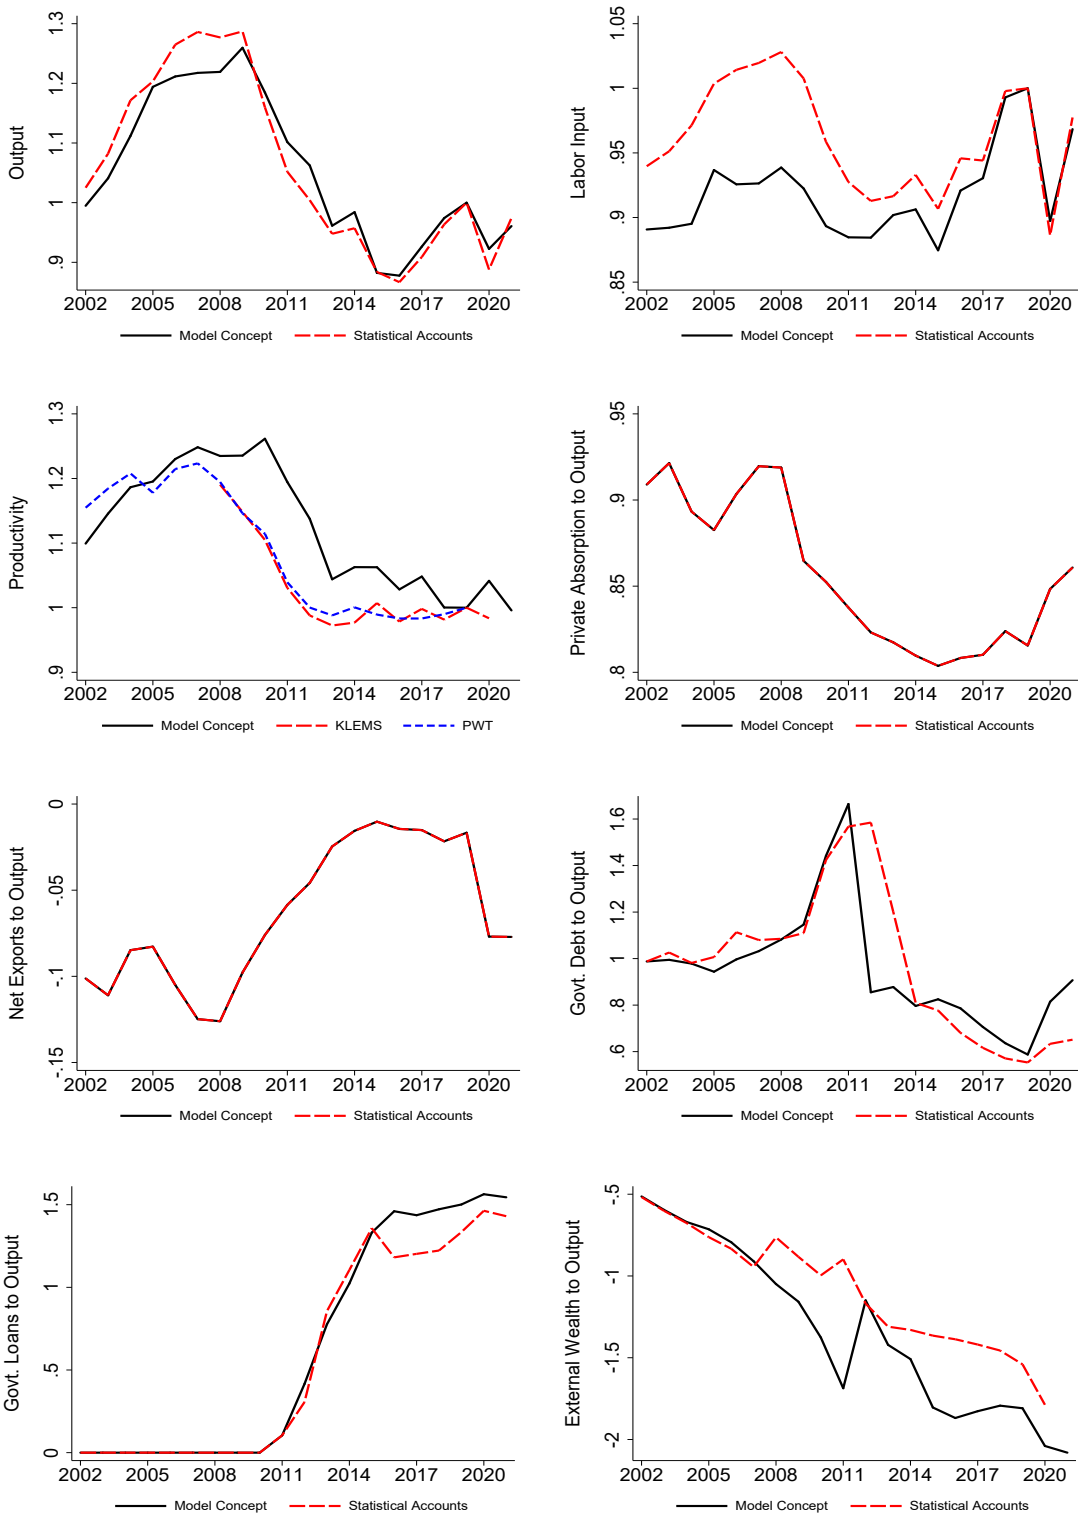 Output
1.3
1.2
1.1
1
.9
2002 2005 2008 2011 2014 2017 2020
Model Concept Statistical Accounts
Labor Input
1.05
1
.95
.9
.85
2002 2005 2008 2011 2014 2017 2020
Model Concept Statistical Accounts
Productivity
1.3
1.2
1.1
1
.9
2002 2005 2008 2011 2014 2017 2020
Model Concept KLEMS PWT
Private Absorption to Output
.95
.9
.85
.8
2002 2005 2008 2011 2014 2017 2020
Model Concept Statistical Accounts
Net Exports to Output
0
-.05
-.1
-.15
2002 2005 2008 2011 2014 2017 2020
Model Concept Statistical Accounts
Govt. Debt to Output
1.6
1.4
1.2
1
.8
.6
2002 2005 2008 2011 2014 2017 2020
Model Concept Statistical Accounts
Govt. Loans to Output
1.5
1
.5
0
2002 2005 2008 2011 2014 2017 2020
Model Concept Statistical Accounts
External Wealth to Output
-.5
-1
-1.5
-2
2002 2005 2008 2011 2014 2017 2020
Model Concept Statistical Accounts